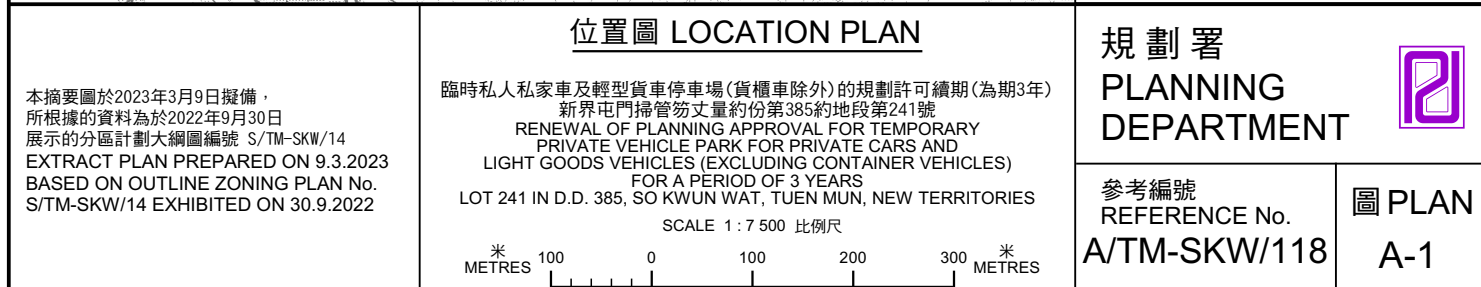 本摘要圖於2023年3月9日擬備，
所根據的資料為於2022年9月30日
展示的分區計劃大綱圖編號 S/TM-SKW/14
EXTRACT PLAN PREPARED ON 9.3.2023
BASED ON OUTLINE ZONING PLAN No.
S/TM-SKW/14 EXHIBITED ON 30.9.2022
位置圖 LOCATION PLAN
臨時私人私家車及輕型貨車停車場(貨櫃車除外)的規劃許可續期(為期3年)
新界屯門掃管笏丈量約份第385約地段第241號
RENEWAL OF PLANNING APPROVAL FOR TEMPORARY
PRIVATE VEHICLE PARK FOR PRIVATE CARS AND
LIGHT GOODS VEHICLES (EXCLUDING CONTAINER VEHICLES)
FOR A PERIOD OF 3 YEARS
LOT 241 IN D.D. 385, SO KWUN WAT, TUEN MUN, NEW TERRITORIES
SCALE 1 : 7 500 比例尺
米 METRES 100 0 100 200 300 米 METRES
規劃署
PLANNING
DEPARTMENT
參考編號
REFERENCE No.
A/TM-SKW/118
圖 PLAN
A-1